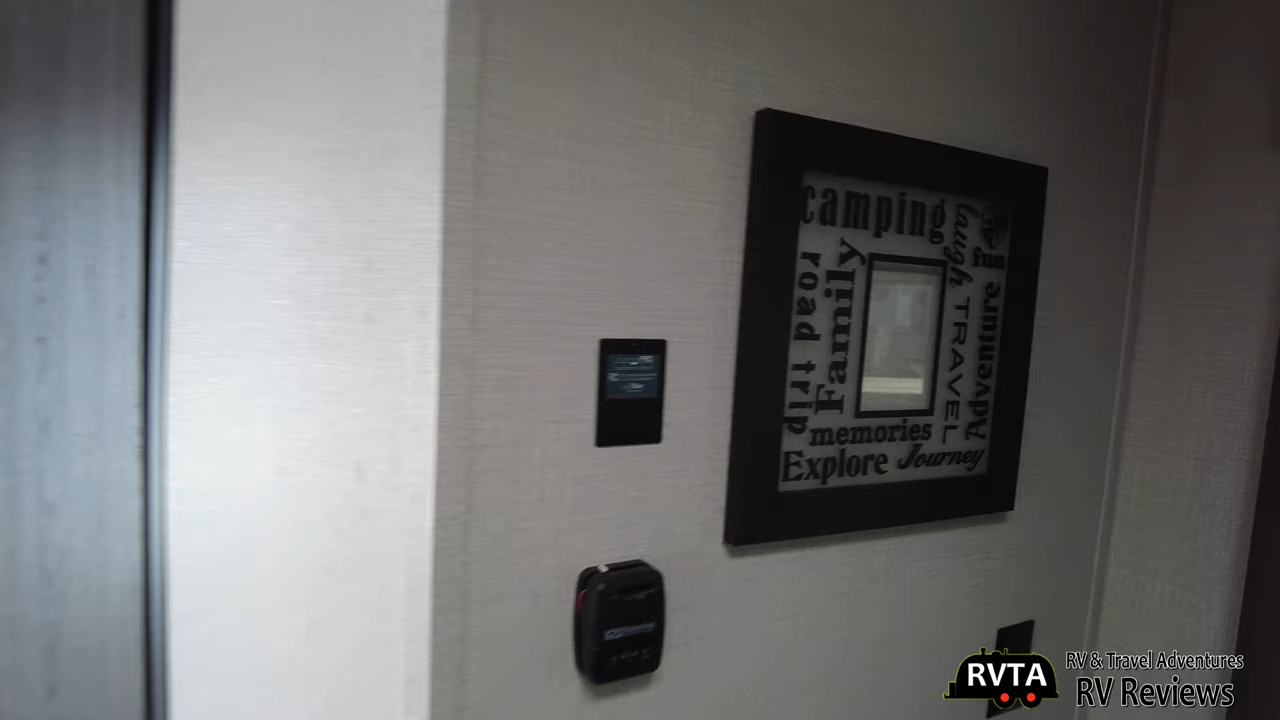 camping
laugh
fun
road trip
Family
TRAVEL
Adventure
memories
Explore Journey
RVTA
RV & Travel Adventures
RV Reviews